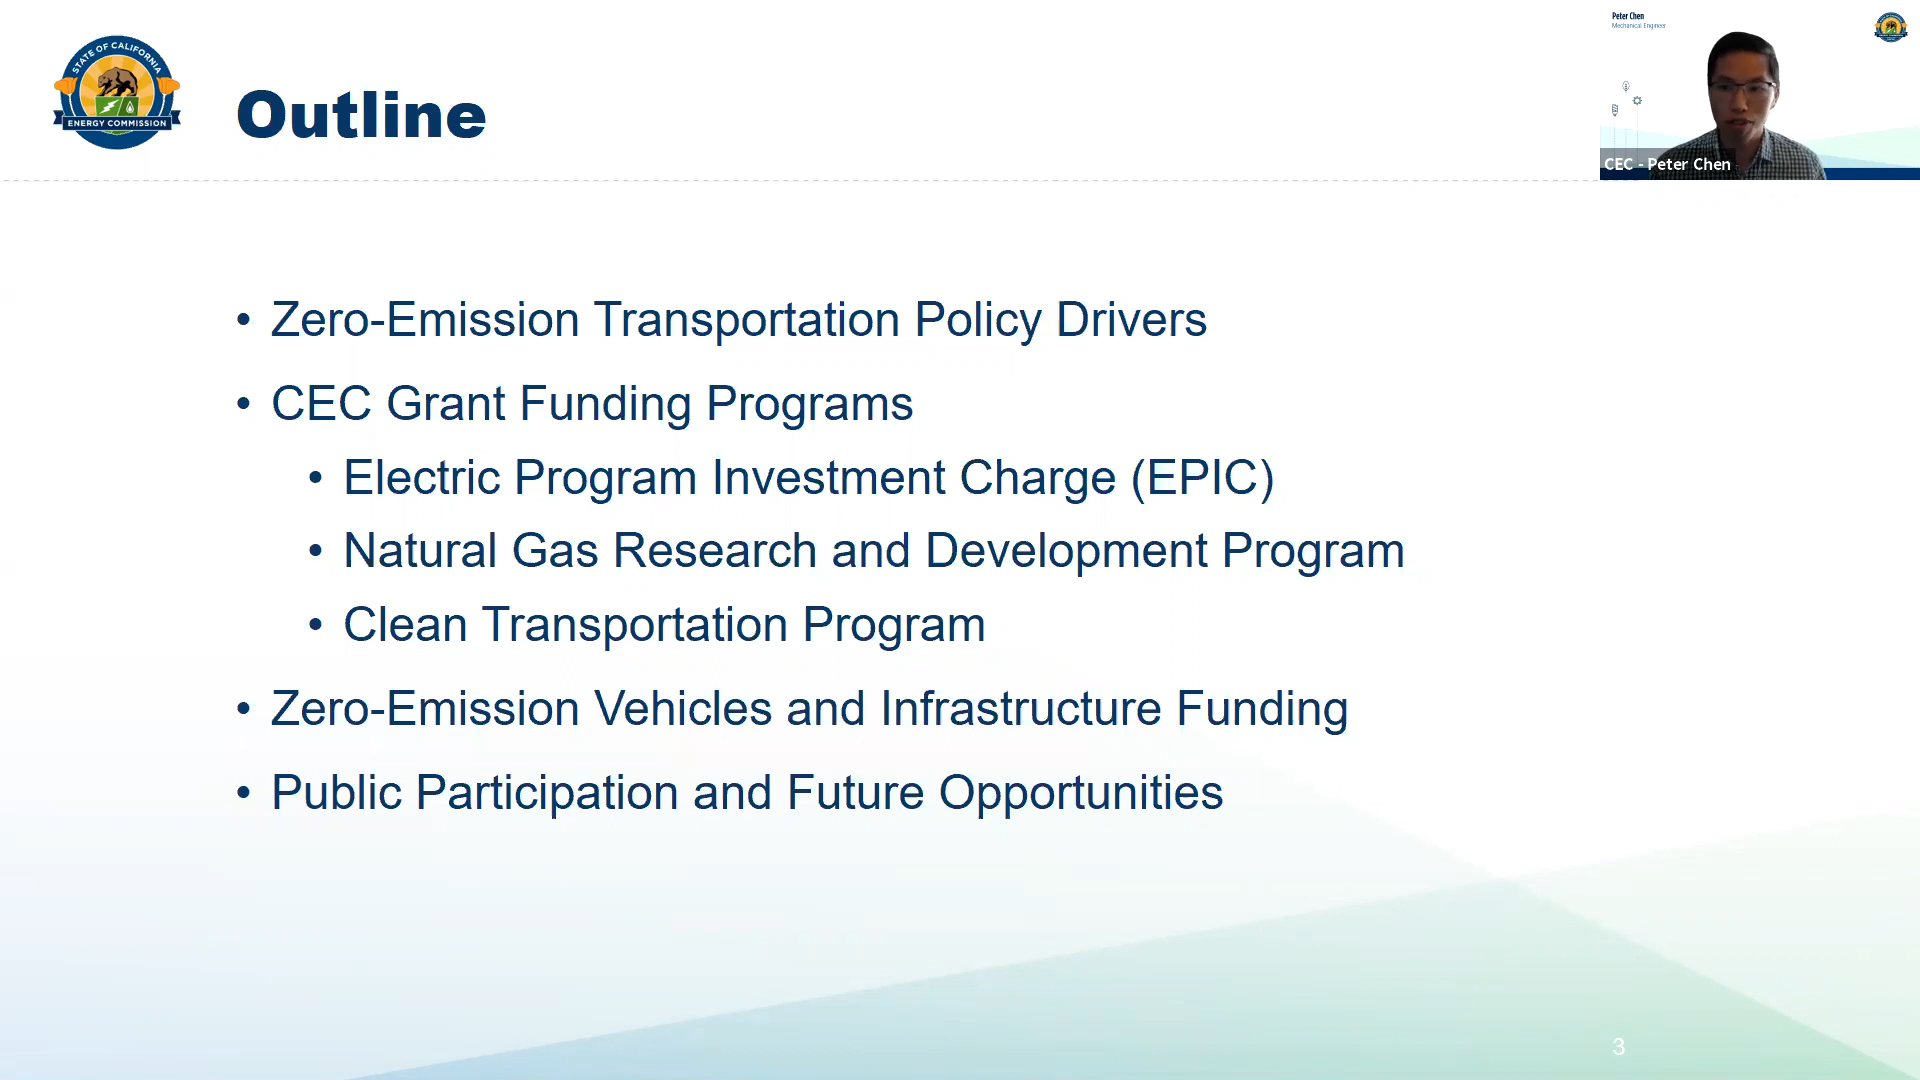 STATE OF CALIFORNIA
ENERGY COMMISSION
Outline
Peter Chen
Mechanical Engineer
CEC - Peter Chen
• Zero-Emission Transportation Policy Drivers
• CEC Grant Funding Programs
• Electric Program Investment Charge (EPIC)
• Natural Gas Research and Development Program
• Clean Transportation Program
• Zero-Emission Vehicles and Infrastructure Funding
• Public Participation and Future Opportunities
3